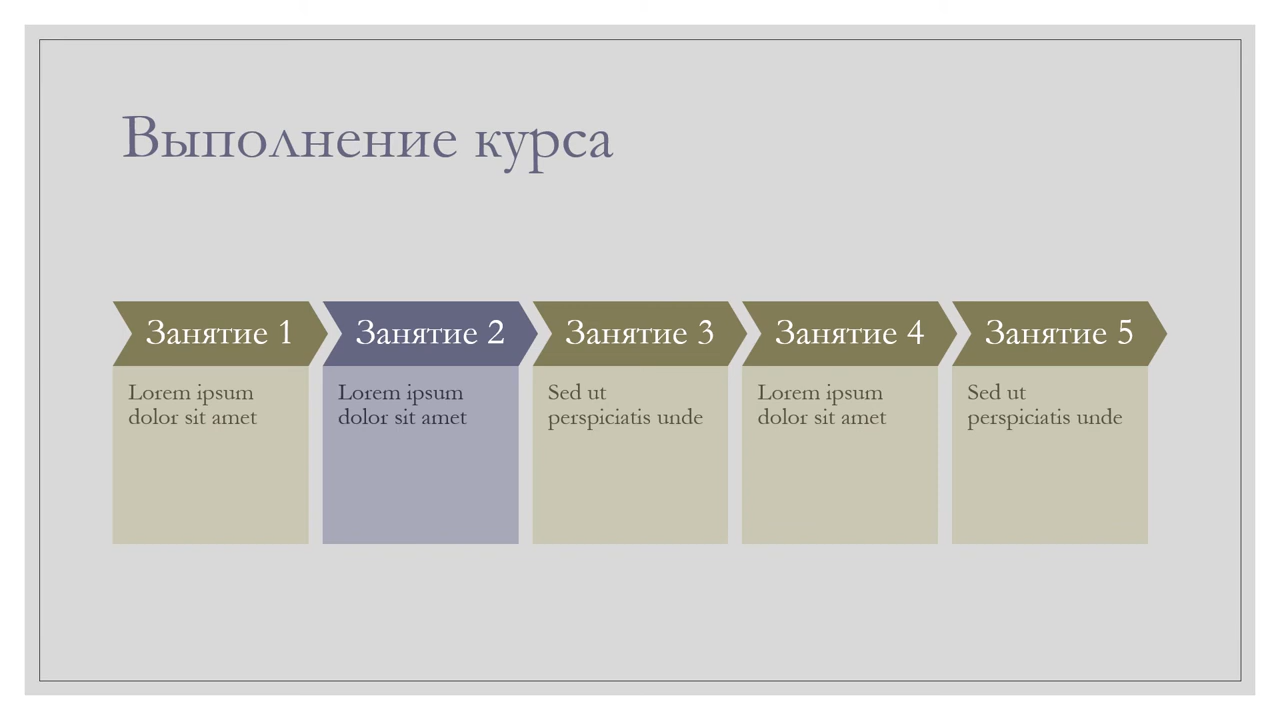 Выполнение курса
Занятие 1
Lorem ipsum
dolor sit amet
Занятие 2
Lorem ipsum
dolor sit amet
Занятие 3
Sed ut
perspiciatis unde
Занятие 4
Lorem ipsum
dolor sit amet
Занятие 5
Sed ut
perspiciatis unde